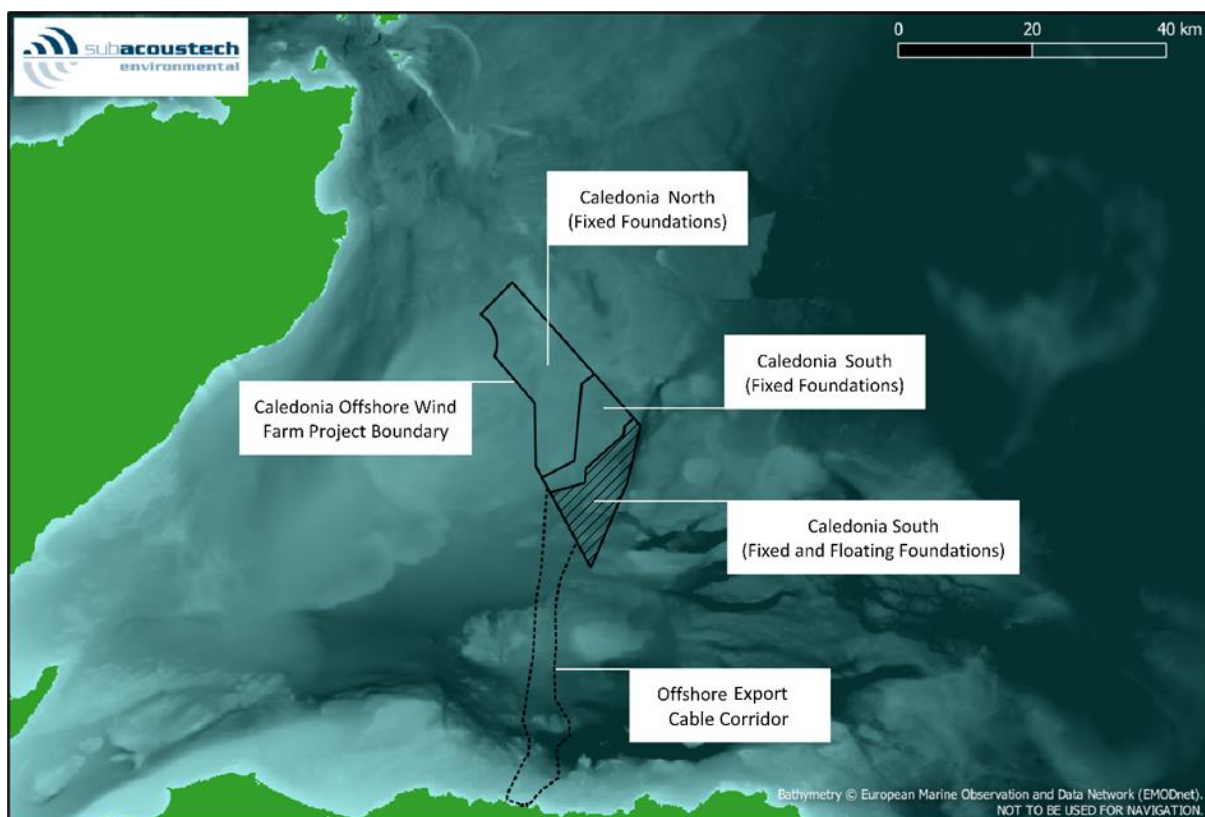 subacoustech
environmental
0 20 40 km
Caledonia North
(Fixed Foundations)
Caledonia South
(Fixed Foundations)
Caledonia Offshore Wind
Farm Project Boundary
Caledonia South
(Fixed and Floating Foundations)
Offshore Export
Cable Corridor
Bathymetry © European Marine Observation and Data Network (EMODnet).
NOT TO BE USED FOR NAVIGATION.